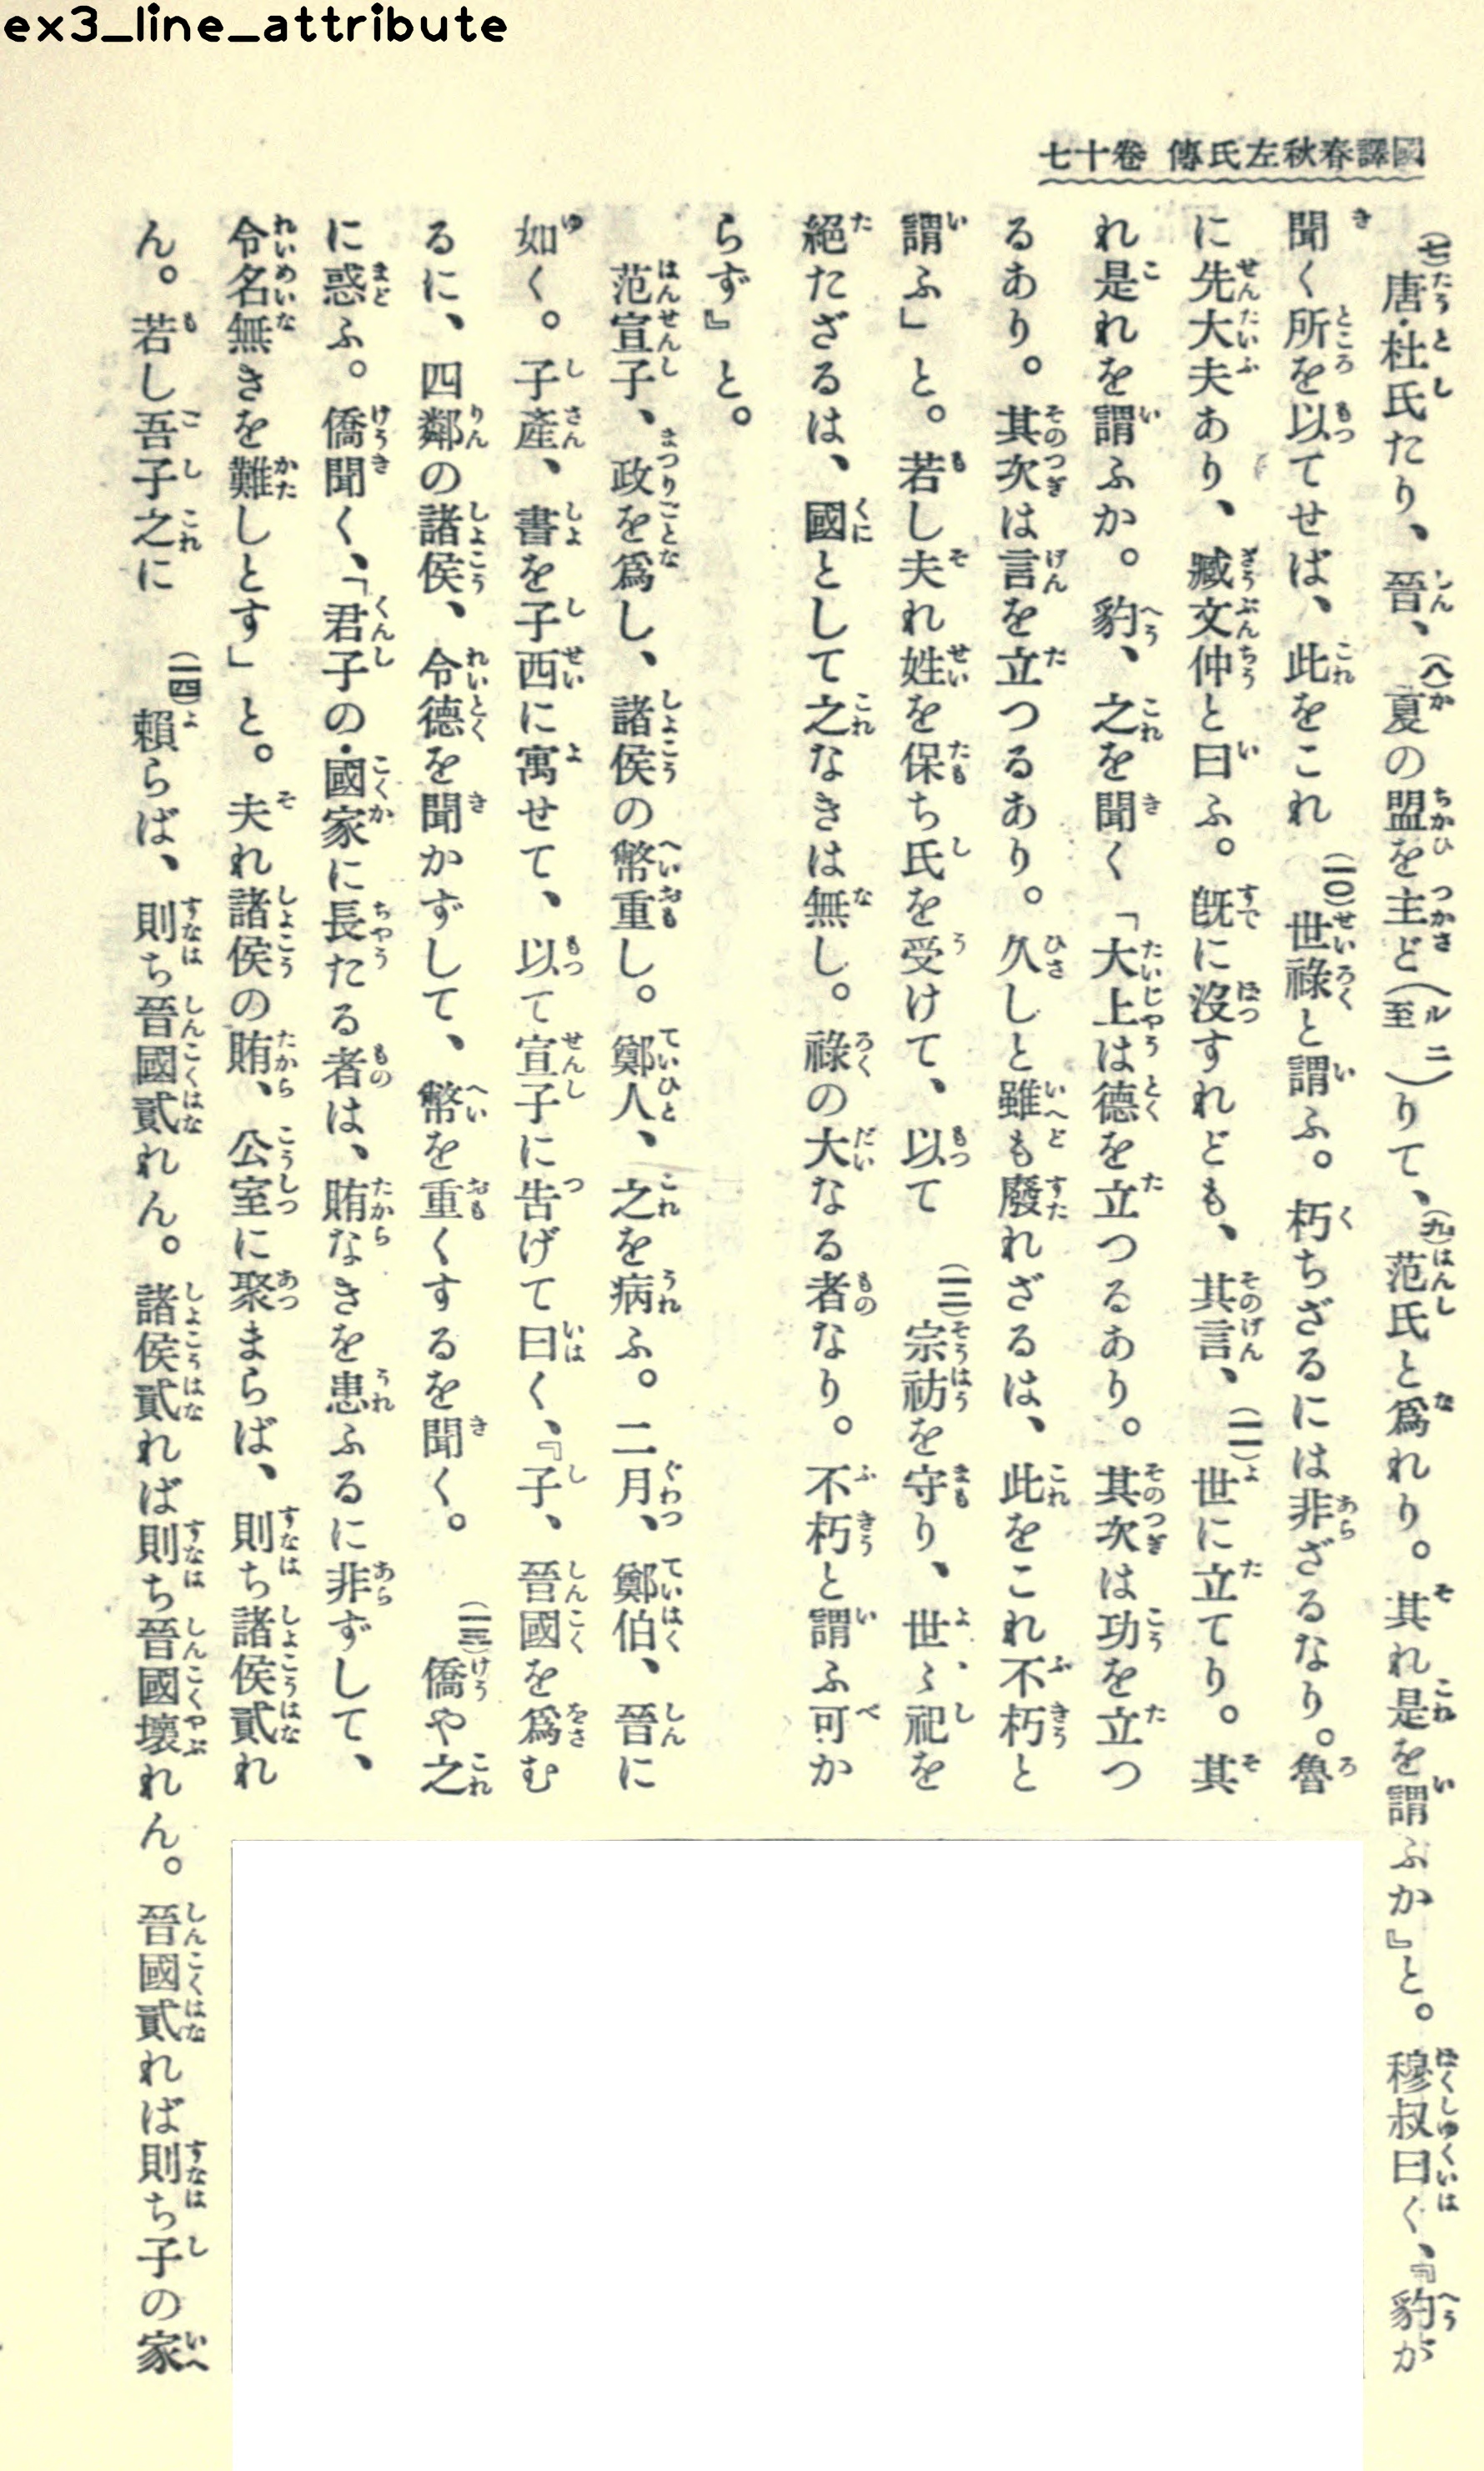 ex3_line_attribute
國譯春秋左氏傳 卷十七
(七)唐・杜氏たり、晉、(八)夏の盟を主ど(至ルニ)りて、(九)范氏と爲れり。其れ是を謂ふか』と。穆叔曰く、『豹が
聞く所を以てせば、此をこれ(一〇)世祿と謂ふ。朽ちざるには非ざるなり。魯
に先大夫あり、臧文仲と曰ふ。旣に沒すれども、其言、(一一)世に立てり。其
れ是れを謂ふか。豹、之を聞く「大上は德を立つるあり。其次は功を立つ
るあり。其次は言を立つるあり。久しと雖も廢れざるは、此をこれ不朽と
謂ふ」と。若し夫れ姓を保ち氏を受けて、以て(一二)宗祊を守り、世〻祀を
絕たざるは、國として之なきは無し。祿の大なる者なり。不朽と謂ふ可か
らず』と。
范宣子、政を爲し、諸侯の幣重し。鄭人、之を病ふ。二月、鄭伯、晉に
如く。子產、書を子西に寓せて、以て宣子に告げて曰く、『子、晉國を爲む
るに、四鄰の諸侯、令德を聞かずして、幣を重くするを聞く。(一三)僑や之
に惑ふ。僑聞く、「君子の・國家に長たる者は、賄なきを患ふるに非ずして、
令名無きを難しとす」と。夫れ諸侯の賄、公室に聚まらば、則ち諸侯貳れ
ん。若し吾子之に(一四)賴らば、則ち晉國貳れん。諸侯貳れば則ち晉國壞れん。晉國貳れば則ち子の家